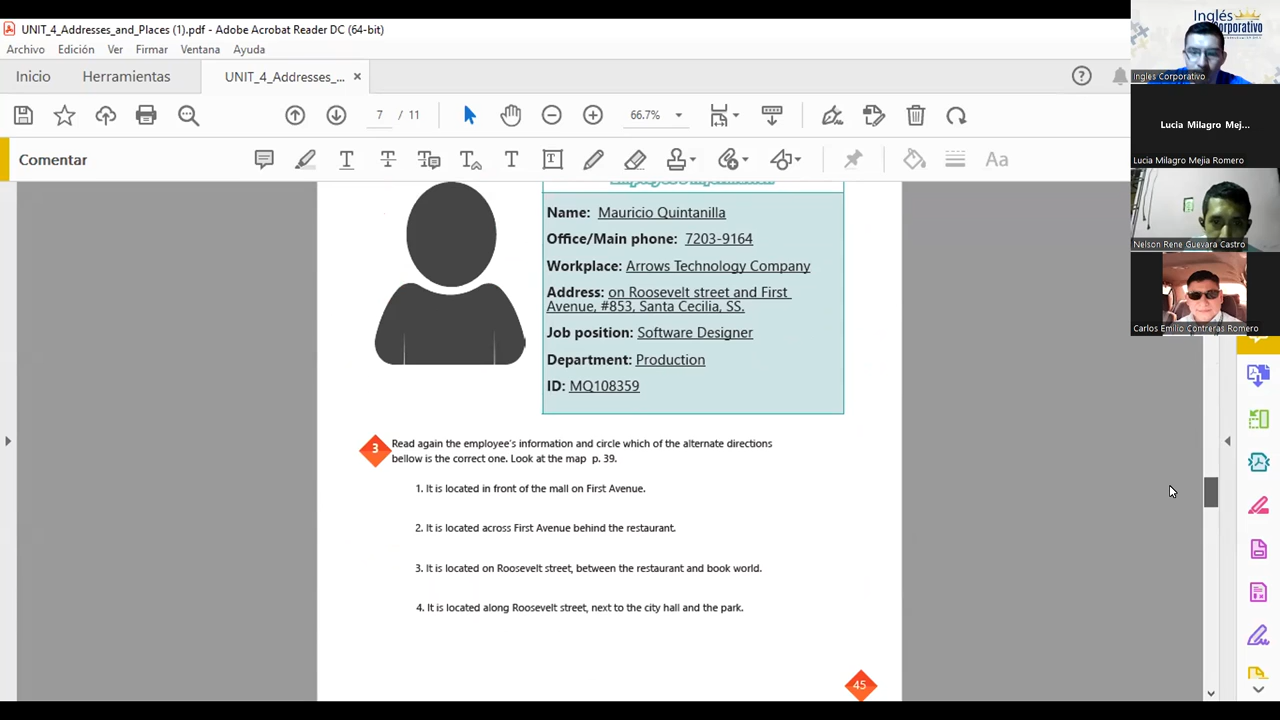 UNIT_4_Addresses_and_Places (1).pdf - Adobe Acrobat Reader DC (64-bit)
Archivo Edición Ver Firmar Ventana Ayuda
Inicio Herramientas UNIT_4_Addresses_... ×
7 / 11 66.7%
Comentar
Inglés
Corporativo
Ingles Corporativo
Lucia Milagro Mej...
Lucia Milagro Mejia Romero
Nelson Rene Guevara Castro
Carlos Emilio Contreras Romero
Name: Mauricio Quintanilla
Office/Main phone: 7203-9164
Workplace: Arrows Technology Company
Address: on Roosevelt street and First
Avenue, #853, Santa Cecilia, SS.
Job position: Software Designer
Department: Production
ID: MQ108359
3 Read again the employee's information and circle which of the alternate directions
bellow is the correct one. Look at the map p. 39.
1. It is located in front of the mall on First Avenue.
2. It is located across First Avenue behind the restaurant.
3. It is located on Roosevelt street, between the restaurant and book world.
4. It is located along Roosevelt street, next to the city hall and the park.
45